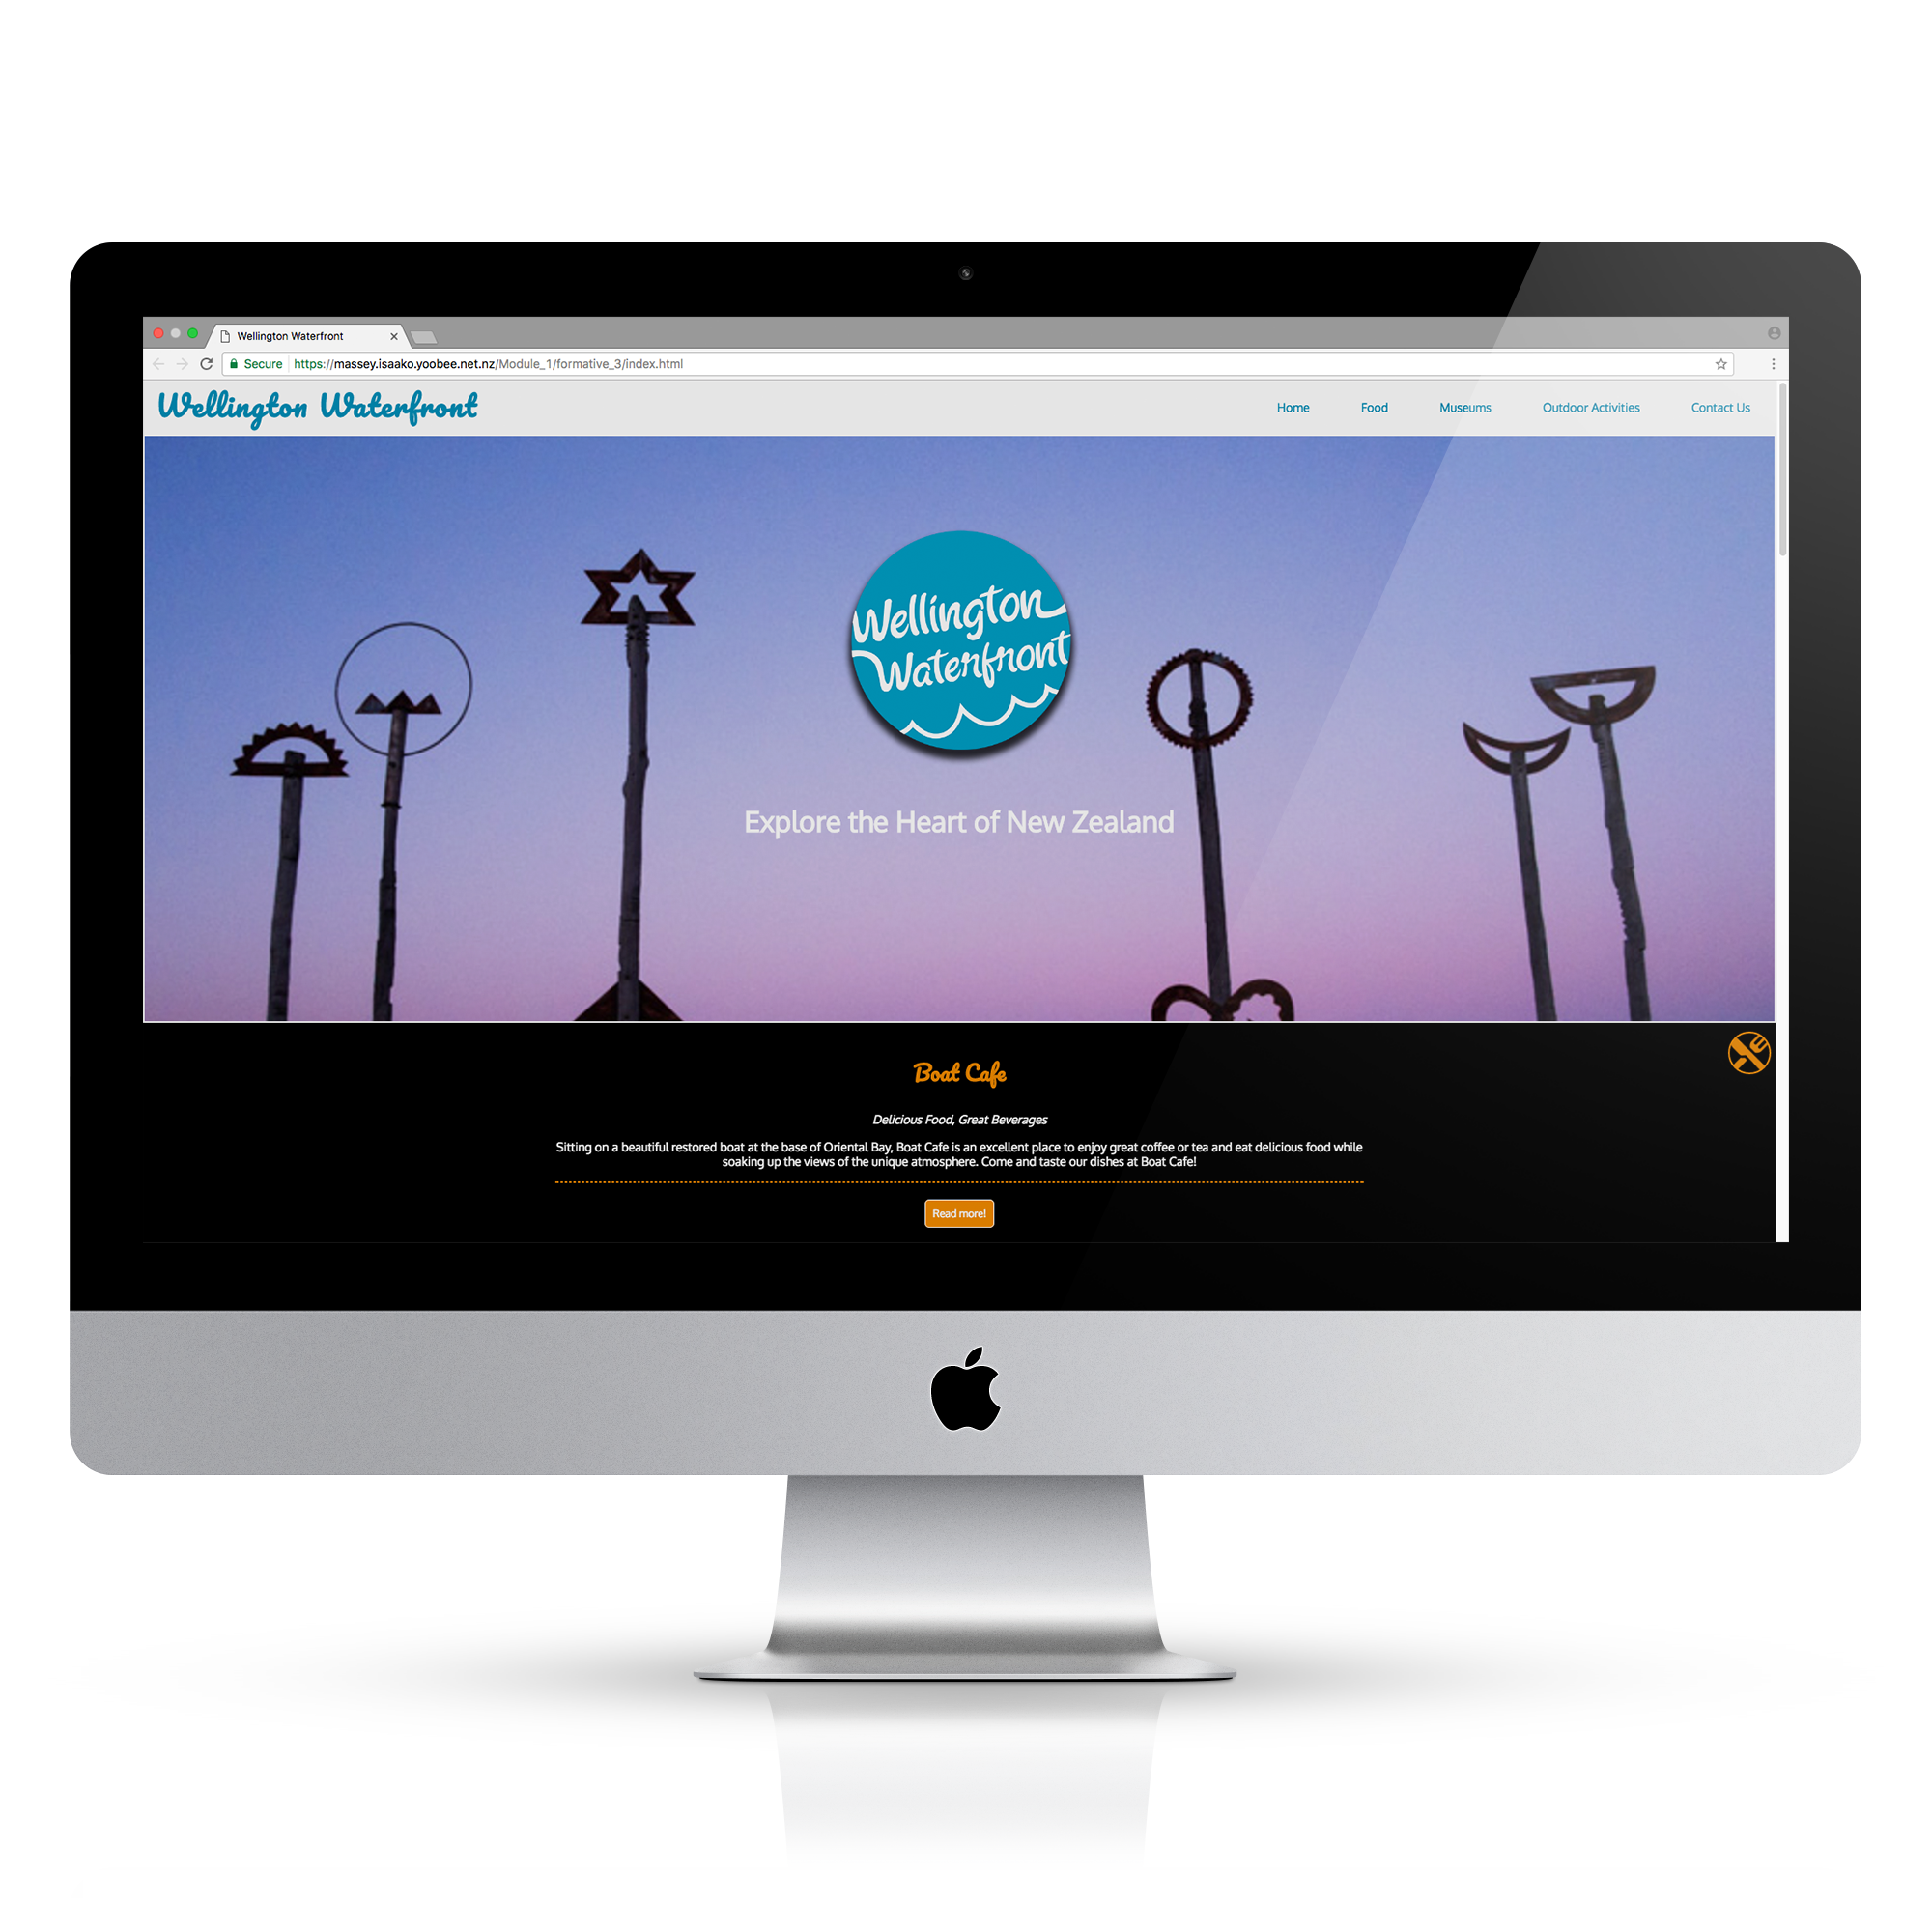 Wellington Waterfront
Secure https://massey.isaako.yoobee.net.nz/Module_1/formative_3/index.html
Wellington Waterfront
Home Food Museums Outdoor Activities Contact Us
Wellington
Waterfront
Explore the Heart of New Zealand
Boat Cafe
Delicious Food, Great Beverages
Sitting on a beautiful restored boat at the base of Oriental Bay, Boat Cafe is an excellent place to enjoy great coffee or tea and eat delicious food while
soaking up the views of the unique atmosphere. Come and taste our dishes at Boat Cafe!
Read more!